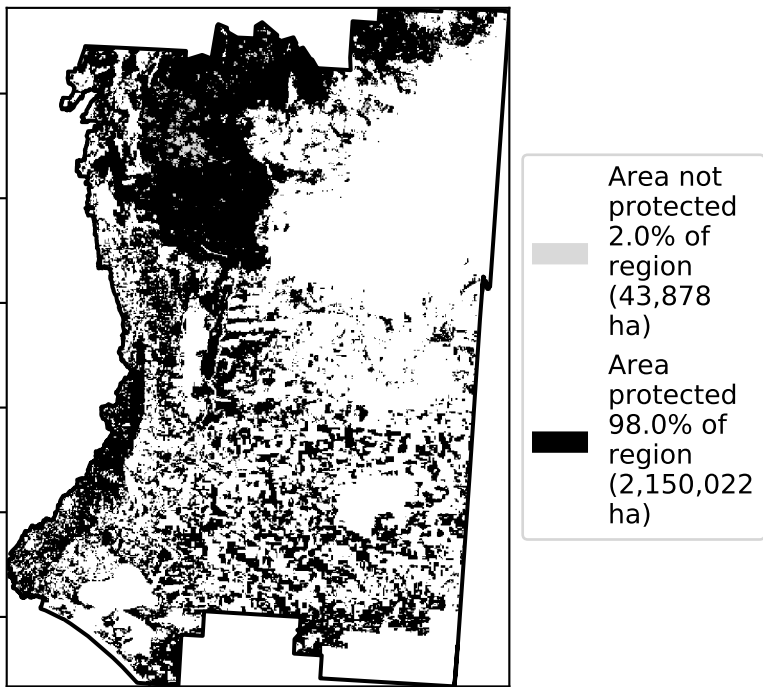 Area not
protected
2.0% of
region
(43,878
ha)
Area
protected
98.0% of
region
(2,150,022
ha)